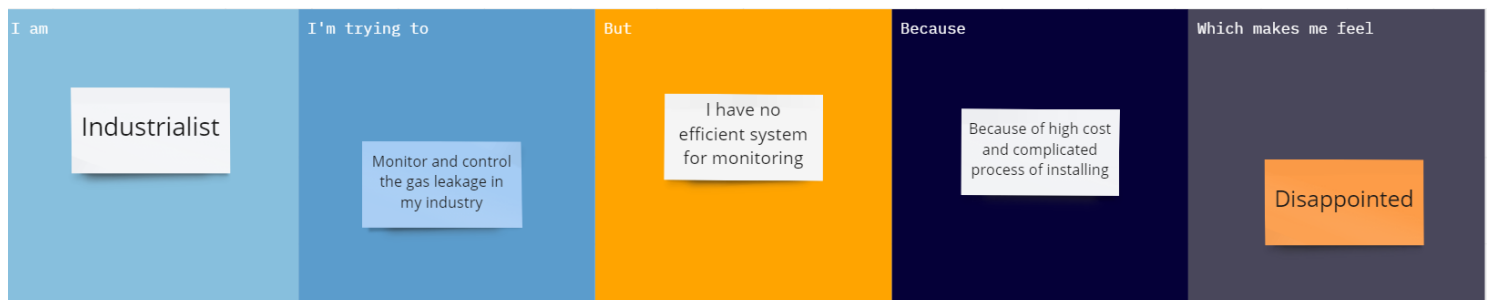 I am
Industrialist
I'm trying to
Monitor and control
the gas leakage in
my industry
But
I have no
efficient system
for monitoring
Because
Because of high cost
and complicated
process of installing
Which makes me feel
Disappointed